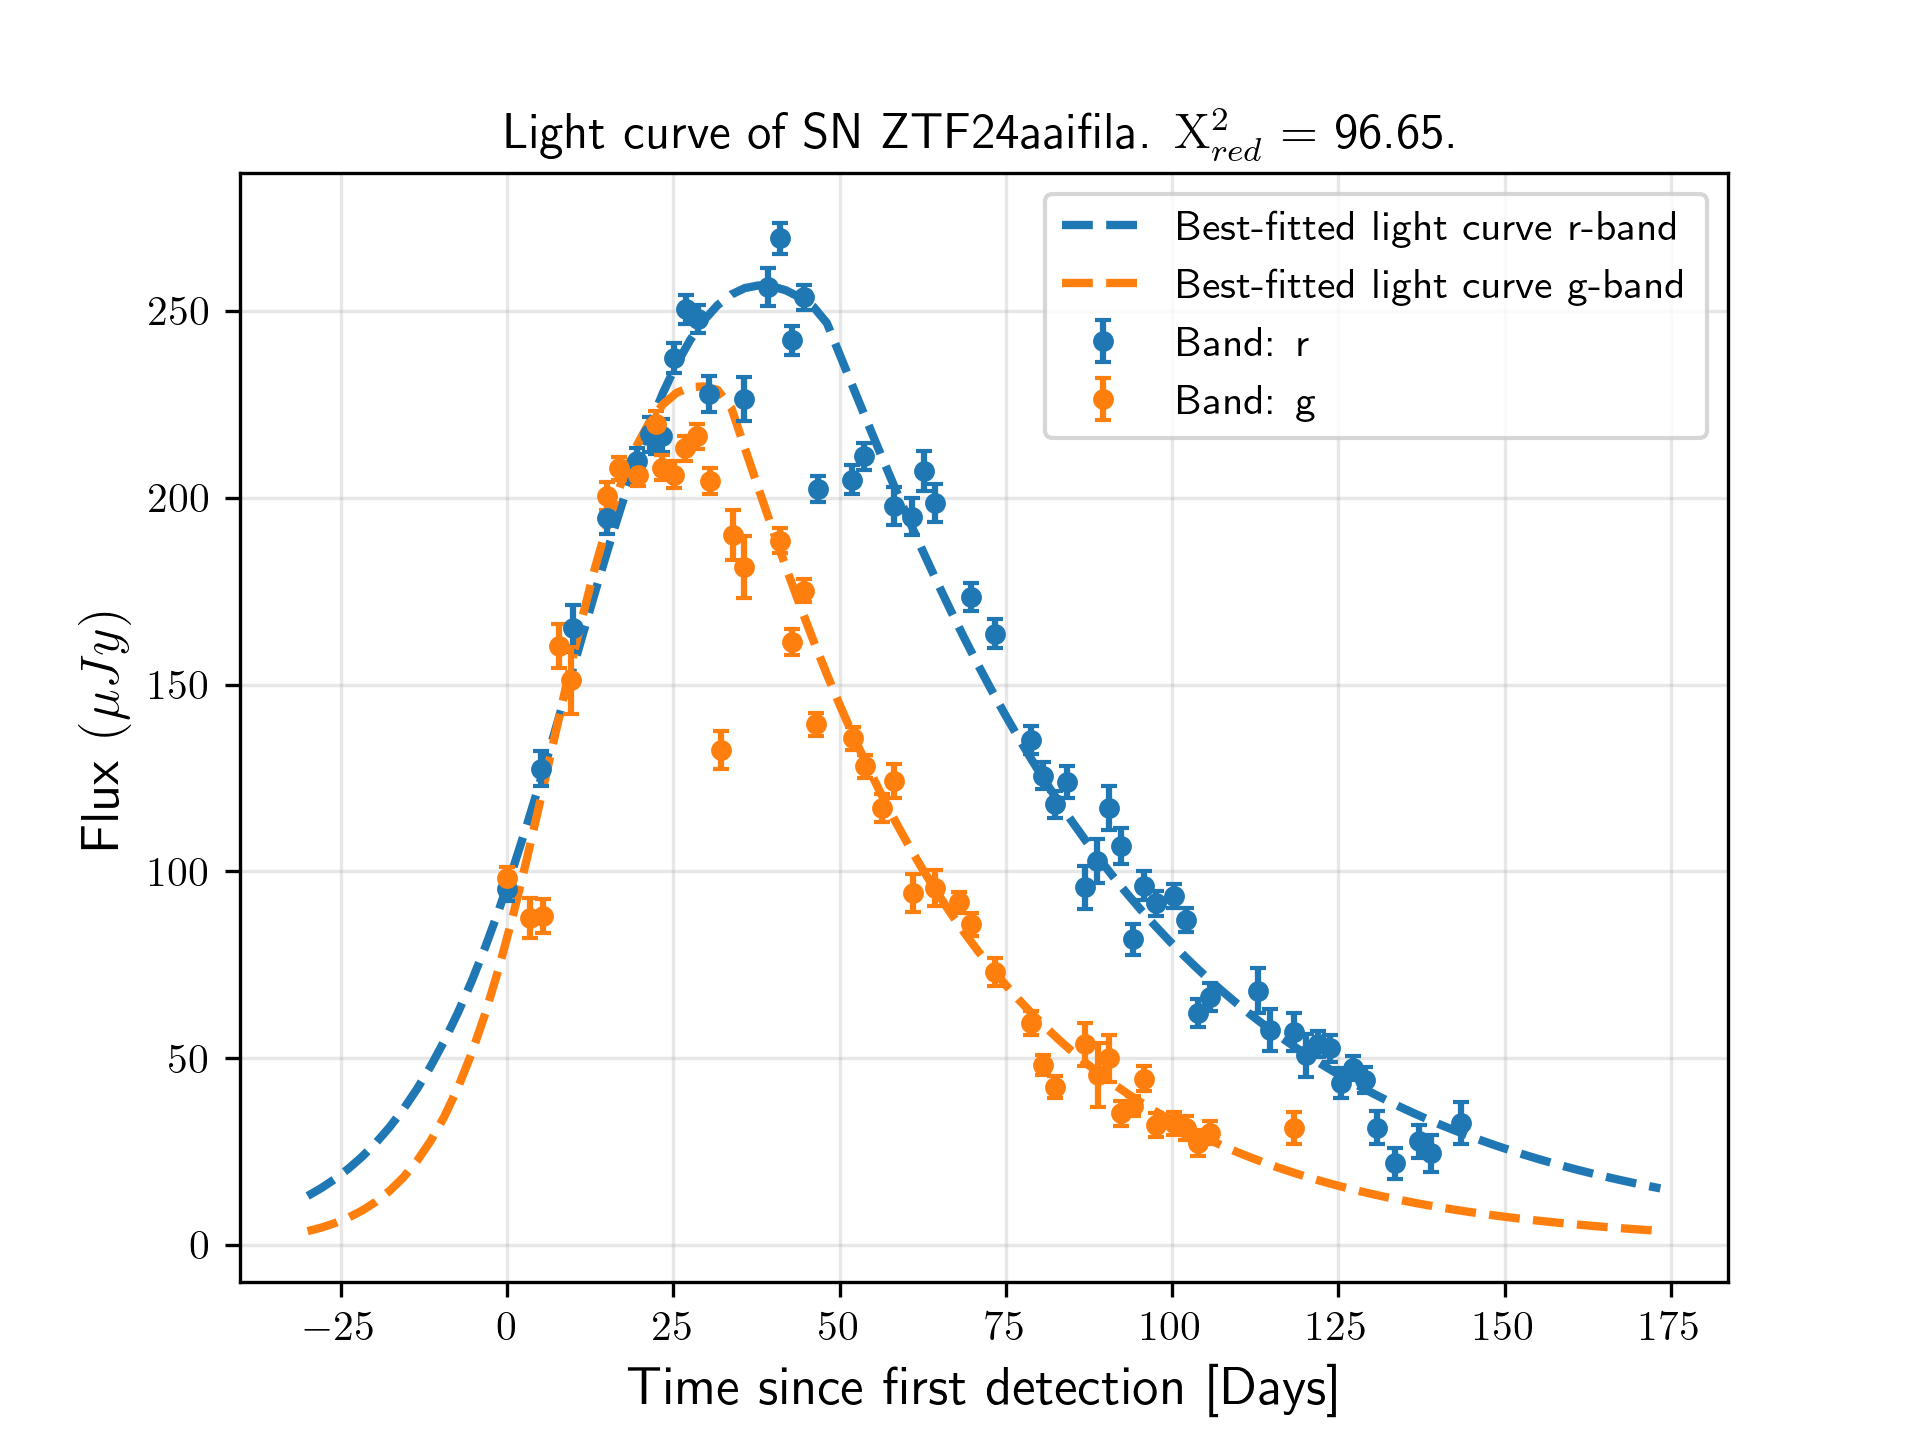 Light curve of SN ZTF24aaifila. X²_red = 96.65.
Best-fitted light curve r-band
Best-fitted light curve g-band
Band: r
Band: g
Flux (μJy)
250
200
150
100
50
0
−25 0 25 50 75 100 125 150 175
Time since first detection [Days]